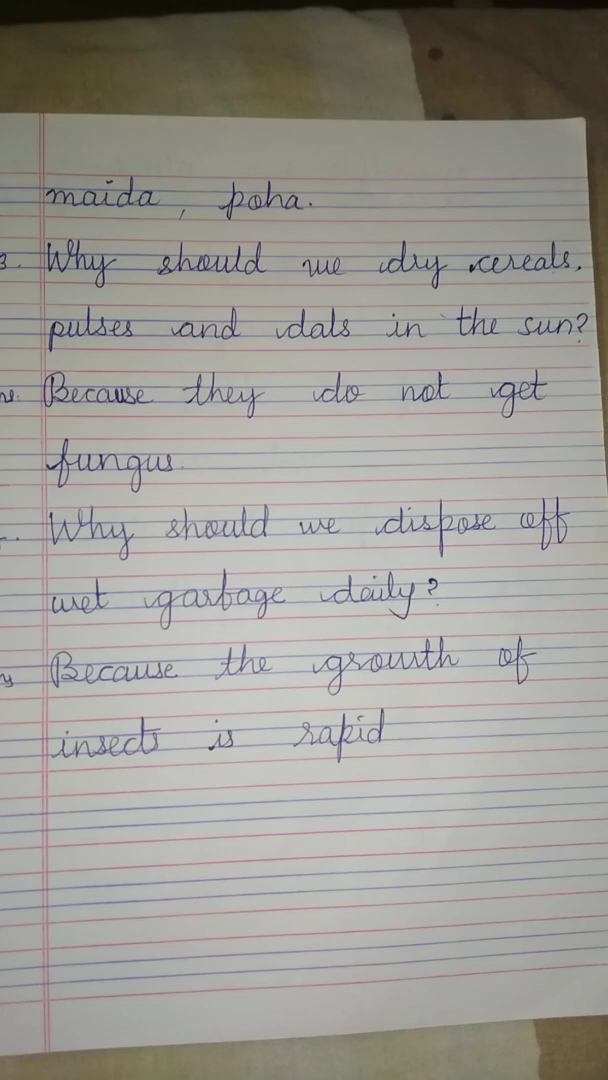 maida, poha.
3. Why should we dry cereals,
pulses and dals in the sun?
Because they do not get
fungus.
Why should we dispose off
wet garbage daily?
Because the growth of
insects is rapid